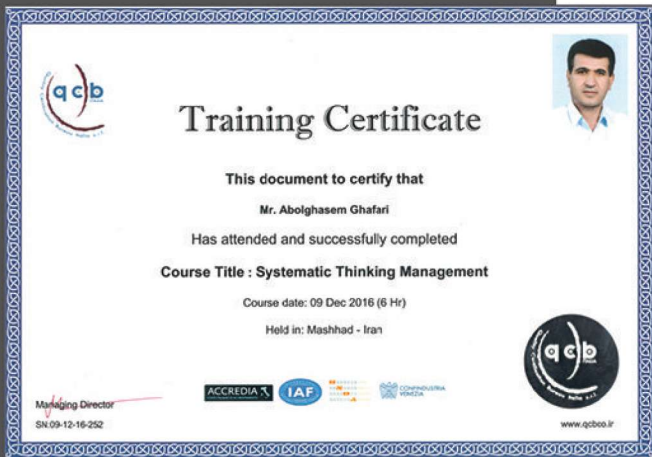 qcb
ITALIA
Training Certificate
This document to certify that
Mr. Abolghasem Ghafari
Has attended and successfully completed
Course Title : Systematic Thinking Management
Course date: 09 Dec 2016 (6 Hr)
Held in: Mashhad - Iran
ACCREDIA
IAF
CONFINDUSTRIA
VENEZIA
qcb
ITALIA
Managing Director
SN:09-12-16-252
www.qcbco.ir